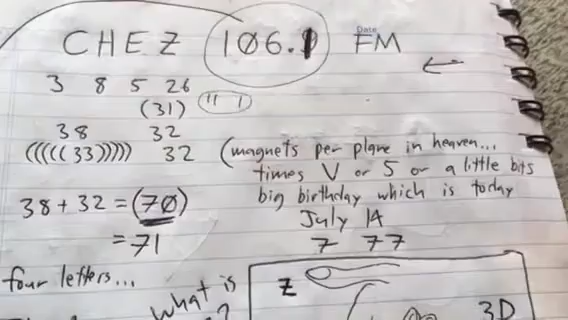 Date
CHEZ 106.1 FM
3 8 5 26
(31) 11 1
38 32
(((((33))))) 32
(magnets per plane in heaven...
times V or 5 or a little bits
big birthday which is today
July 14
7 77
38+32=(70)
=71
four letters...
what is
?
Z
3D